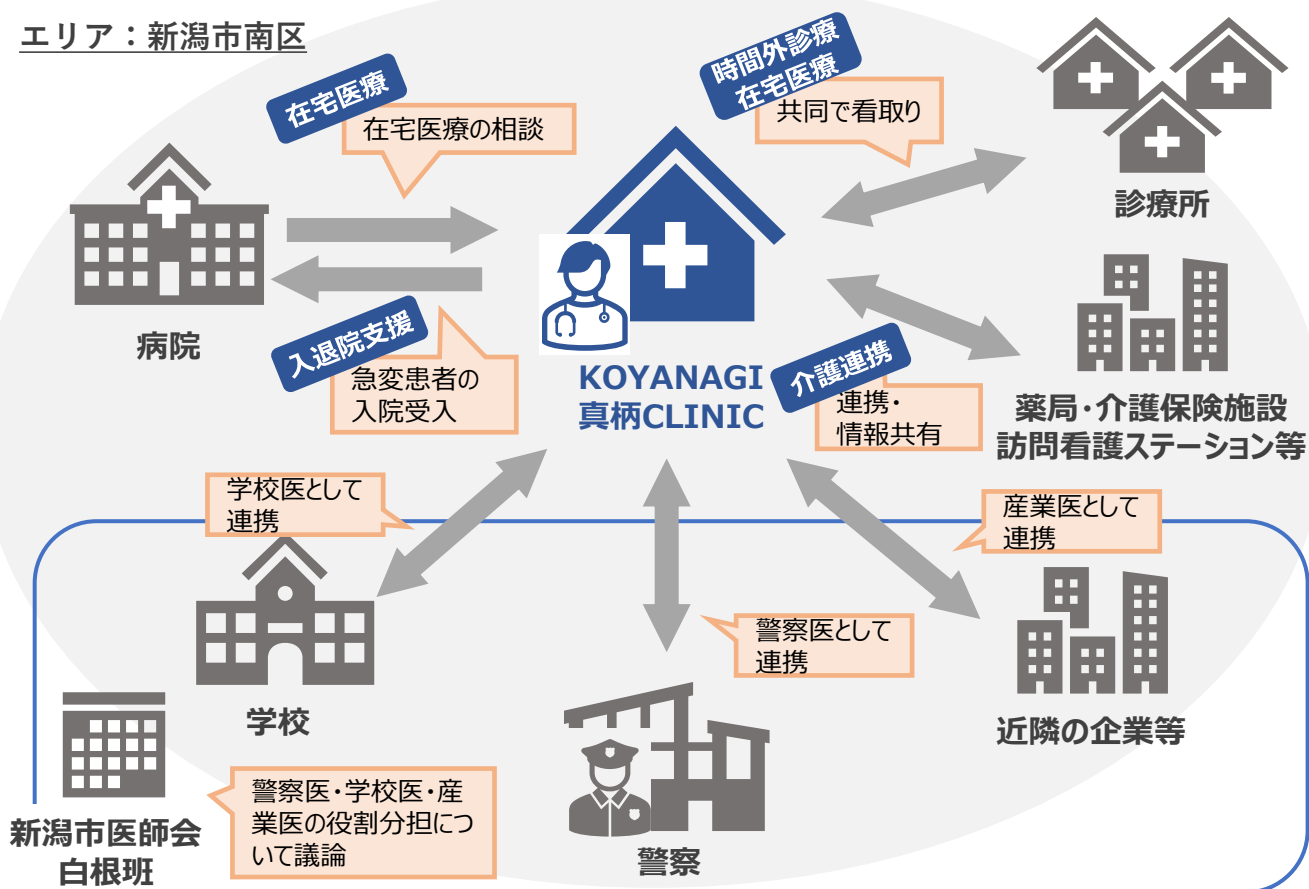 エリア：新潟市南区
在宅医療
在宅医療の相談
時間外診療
在宅医療
共同で看取り
診療所
病院
入退院支援
急変患者の
入院受入
KOYANAGI
真柄CLINIC
介護連携
連携・
情報共有
薬局・介護保険施設
訪問看護ステーション等
学校医として
連携
産業医として
連携
警察医として
連携
学校
近隣の企業等
新潟市医師会
白根班
警察医・学校医・産
業医の役割分担につ
いて議論
警察